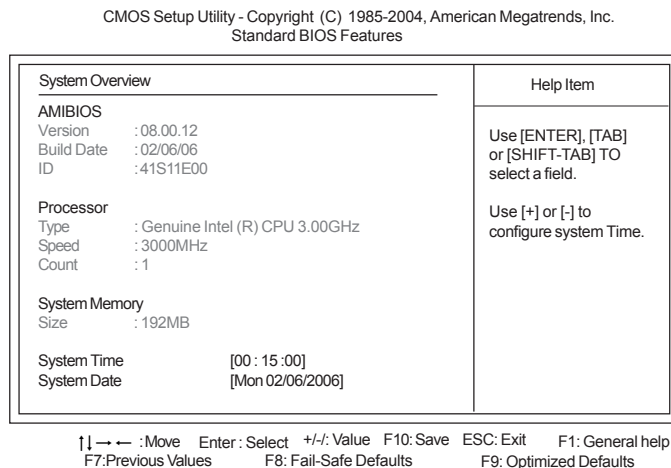 CMOS Setup Utility - Copyright (C) 1985-2004, American Megatrends, Inc.
Standard BIOS Features
System Overview
AMIBIOS
Version : 08.00.12
Build Date : 02/06/06
ID : 41S11E00
Processor
Type : Genuine Intel (R) CPU 3.00GHz
Speed : 3000MHz
Count : 1
System Memory
Size : 192MB
System Time [00 : 15 :00]
System Date [Mon 02/06/2006]
Help Item
Use [ENTER], [TAB]
or [SHIFT-TAB] TO
select a field.
Use [+] or [-] to
configure system Time.
↑↓→← : Move Enter : Select +/-/: Value F10: Save ESC: Exit F1: General help
F7:Previous Values F8: Fail-Safe Defaults F9: Optimized Defaults